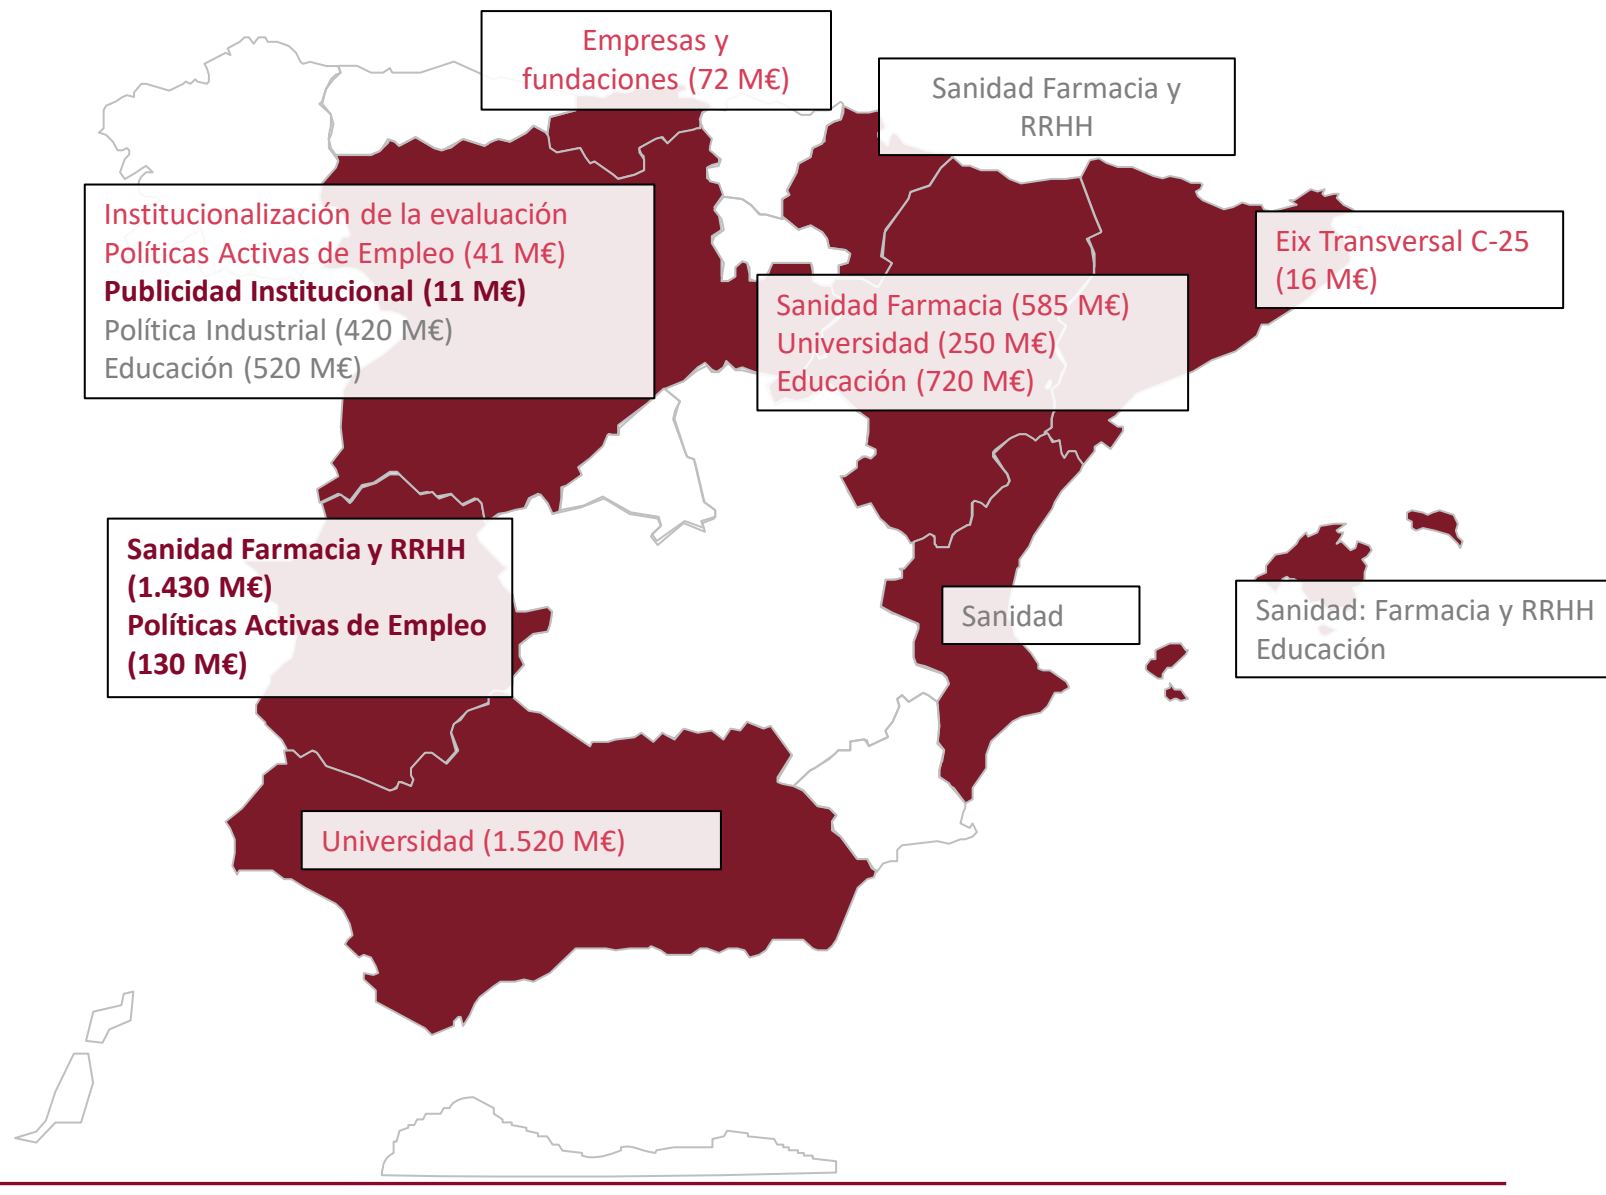 Empresas y
fundaciones (72 M€)
Sanidad Farmacia y
RRHH
Institucionalización de la evaluación
Políticas Activas de Empleo (41 M€)
Publicidad Institucional (11 M€)
Política Industrial (420 M€)
Educación (520 M€)
Eix Transversal C-25
(16 M€)
Sanidad Farmacia (585 M€)
Universidad (250 M€)
Educación (720 M€)
Sanidad Farmacia y RRHH
(1.430 M€)
Políticas Activas de Empleo
(130 M€)
Sanidad
Sanidad: Farmacia y RRHH
Educación
Universidad (1.520 M€)